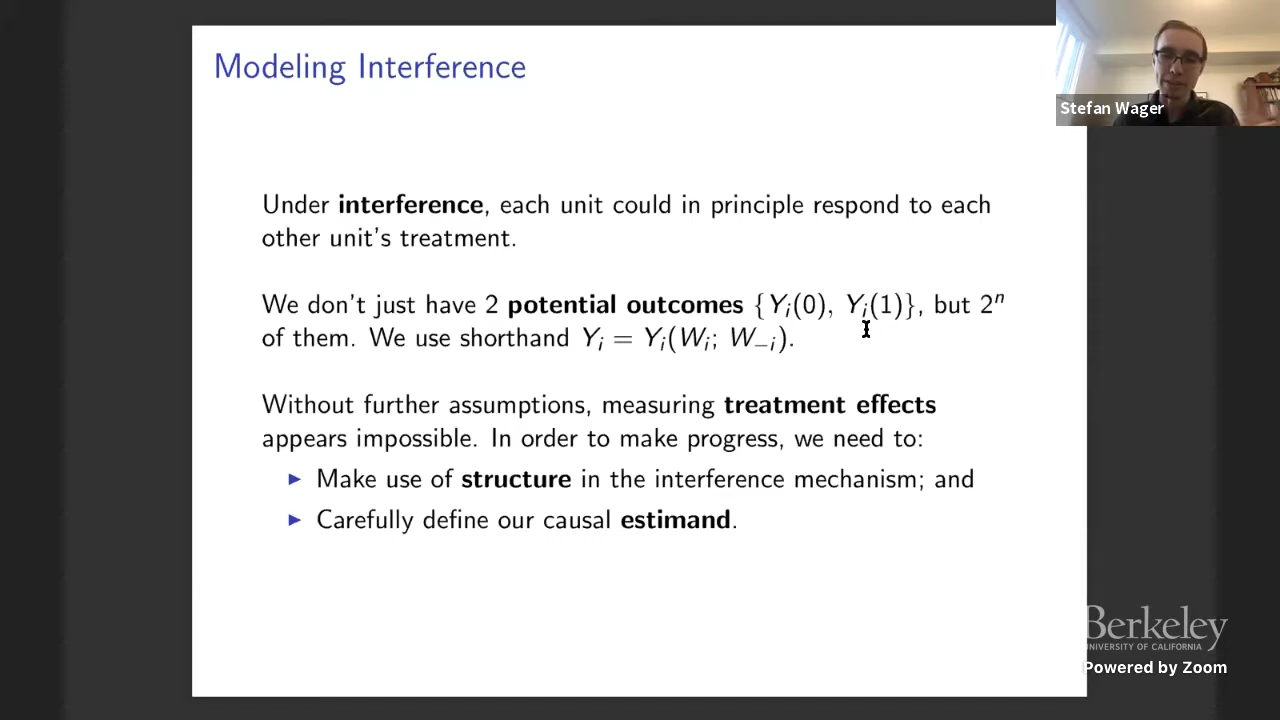 Modeling Interference
Stefan Wager
Under interference, each unit could in principle respond to each
other unit's treatment.
We don't just have 2 potential outcomes {Yᵢ(0), Yᵢ(1)}, but 2ⁿ
of them. We use shorthand Yᵢ = Yᵢ(Wᵢ; W₋ᵢ).
Without further assumptions, measuring treatment effects
appears impossible. In order to make progress, we need to:
▶ Make use of structure in the interference mechanism; and
▶ Carefully define our causal estimand.
Berkeley
UNIVERSITY OF CALIFORNIA
Powered by Zoom